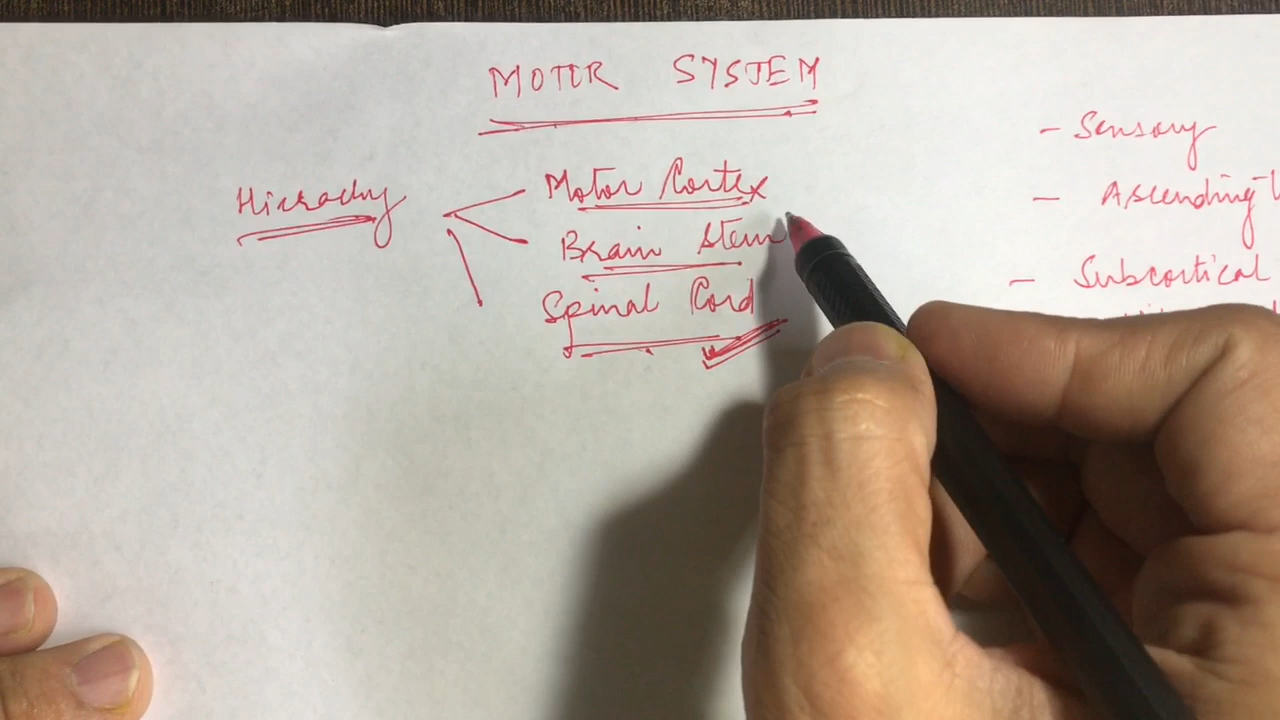 MOTOR SYSTEM
Hierachy
Motor Cortex
Brain Stem
Spinal Cord
- Sensory
- Ascending
- Subcortical